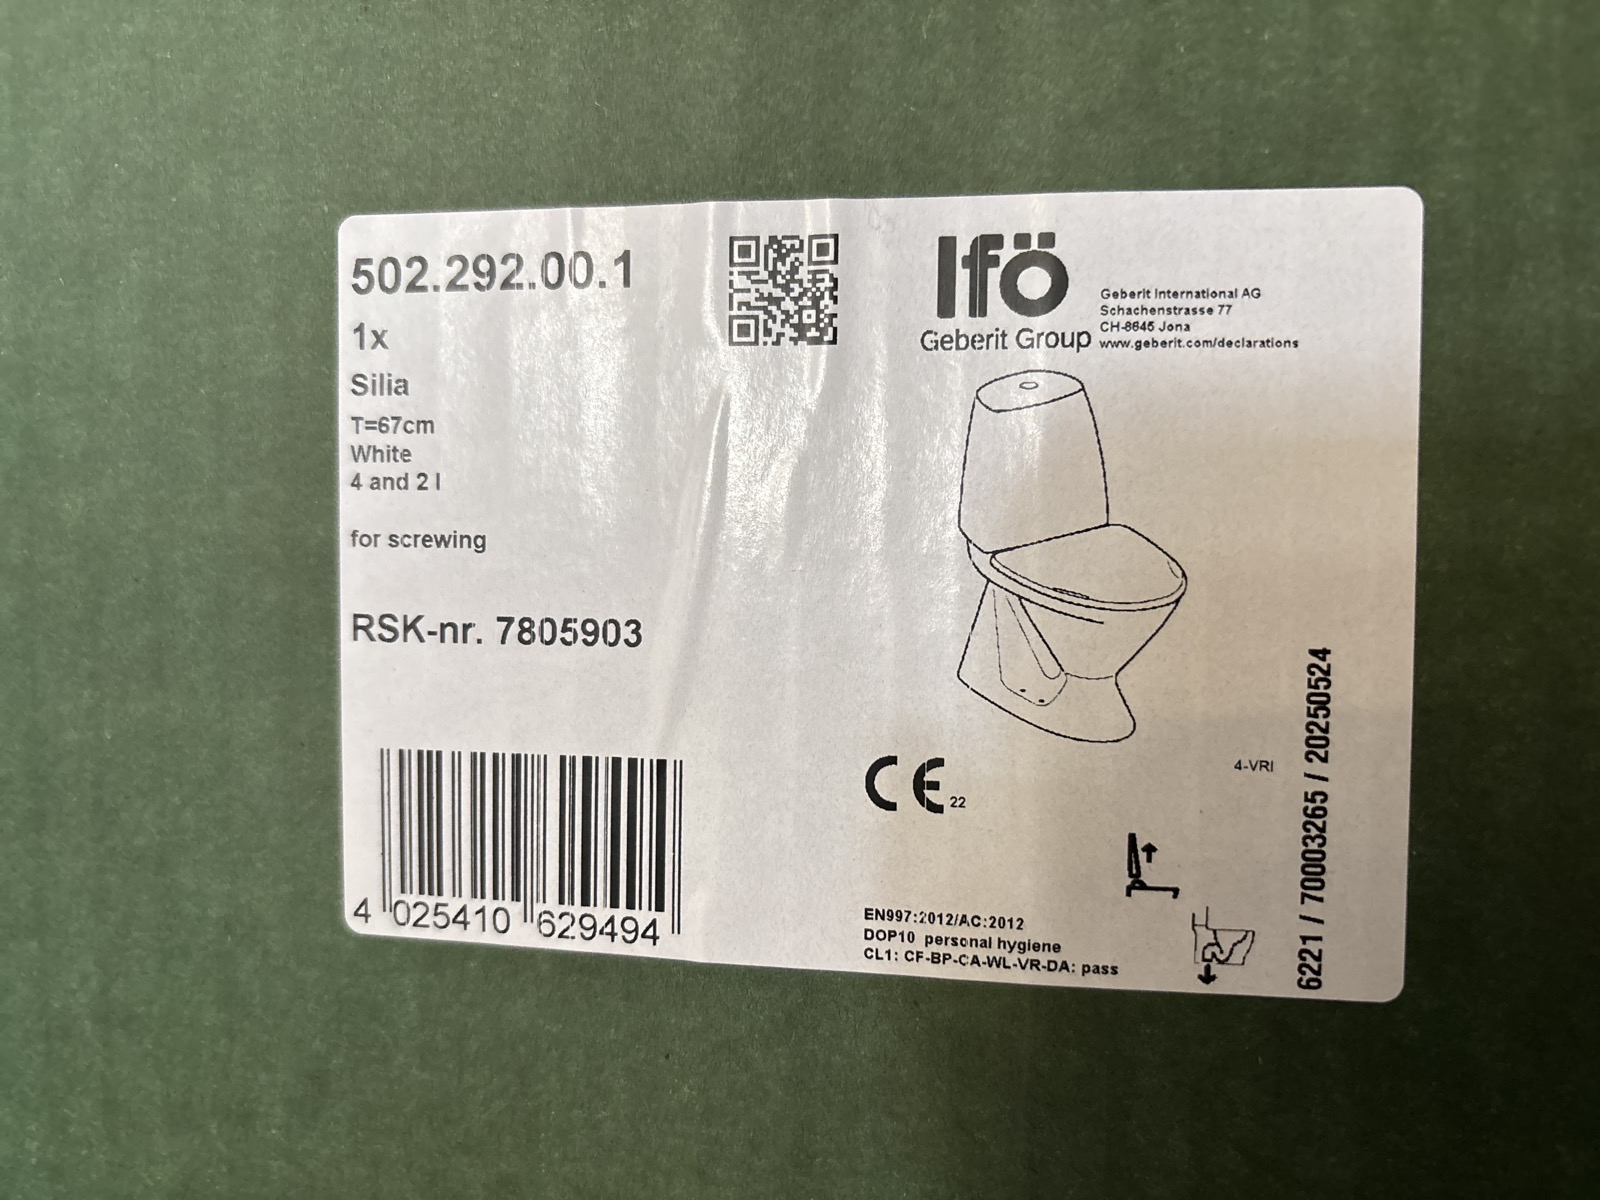 502.292.00.1
1x
Silia
T=67cm
White
4 and 2 l
for screwing
RSK-nr. 7805903
4 025410 629494
Ifö
Geberit Group
Geberit International AG
Schachenstrasse 77
CH-8645 Jona
www.geberit.com/declarations
CE 22
4-VRI
EN997:2012/AC:2012
DOP10 personal hygiene
CL1: CF-BP-CA-WL-VR-DA: pass
6221 / 70003265 / 20250524